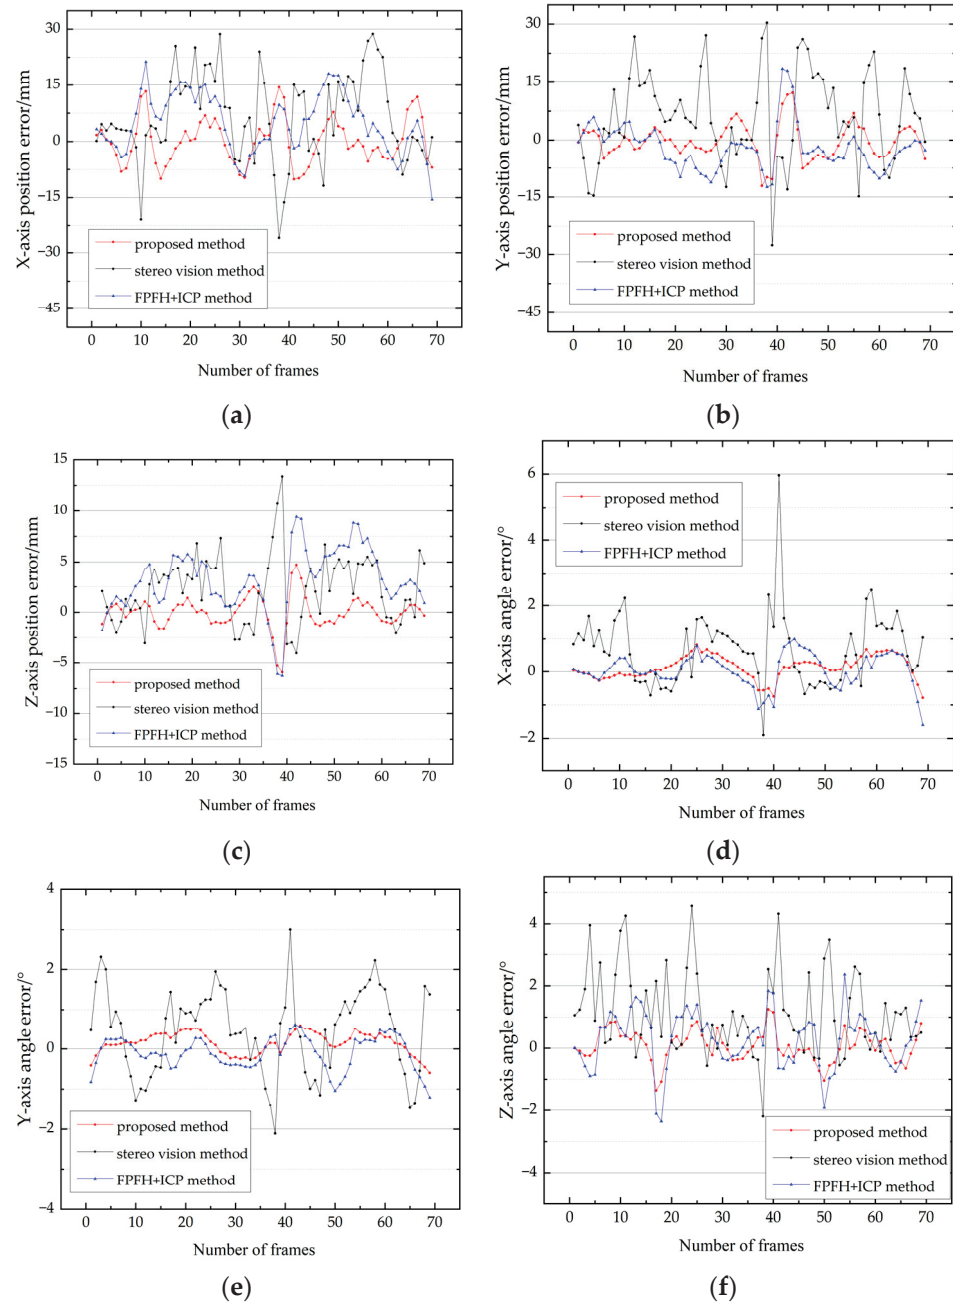 30
15
0
−15
−30
−45
X-axis position error/mm
proposed method
stereo vision method
FPFH+ICP method
0 10 20 30 40 50 60 70
Number of frames
(a)
30
15
0
−15
−30
−45
Y-axis position error/mm
proposed method
stereo vision method
FPFH+ICP method
0 10 20 30 40 50 60 70
Number of frames
(b)
15
10
5
0
−5
−10
−15
Z-axis position error/mm
proposed method
stereo vision method
FPFH+ICP method
0 10 20 30 40 50 60 70
Number of frames
(c)
6
4
2
0
−2
X-axis angle error/°
proposed method
stereo vision method
FPFH+ICP method
0 10 20 30 40 50 60 70
Number of frames
(d)
4
2
0
−2
−4
Y-axis angle error/°
proposed method
stereo vision method
FPFH+ICP method
0 10 20 30 40 50 60 70
Number of frames
(e)
4
2
0
−2
−4
Z-axis angle error/°
proposed method
stereo vision method
FPFH+ICP method
0 10 20 30 40 50 60 70
Number of frames
(f)